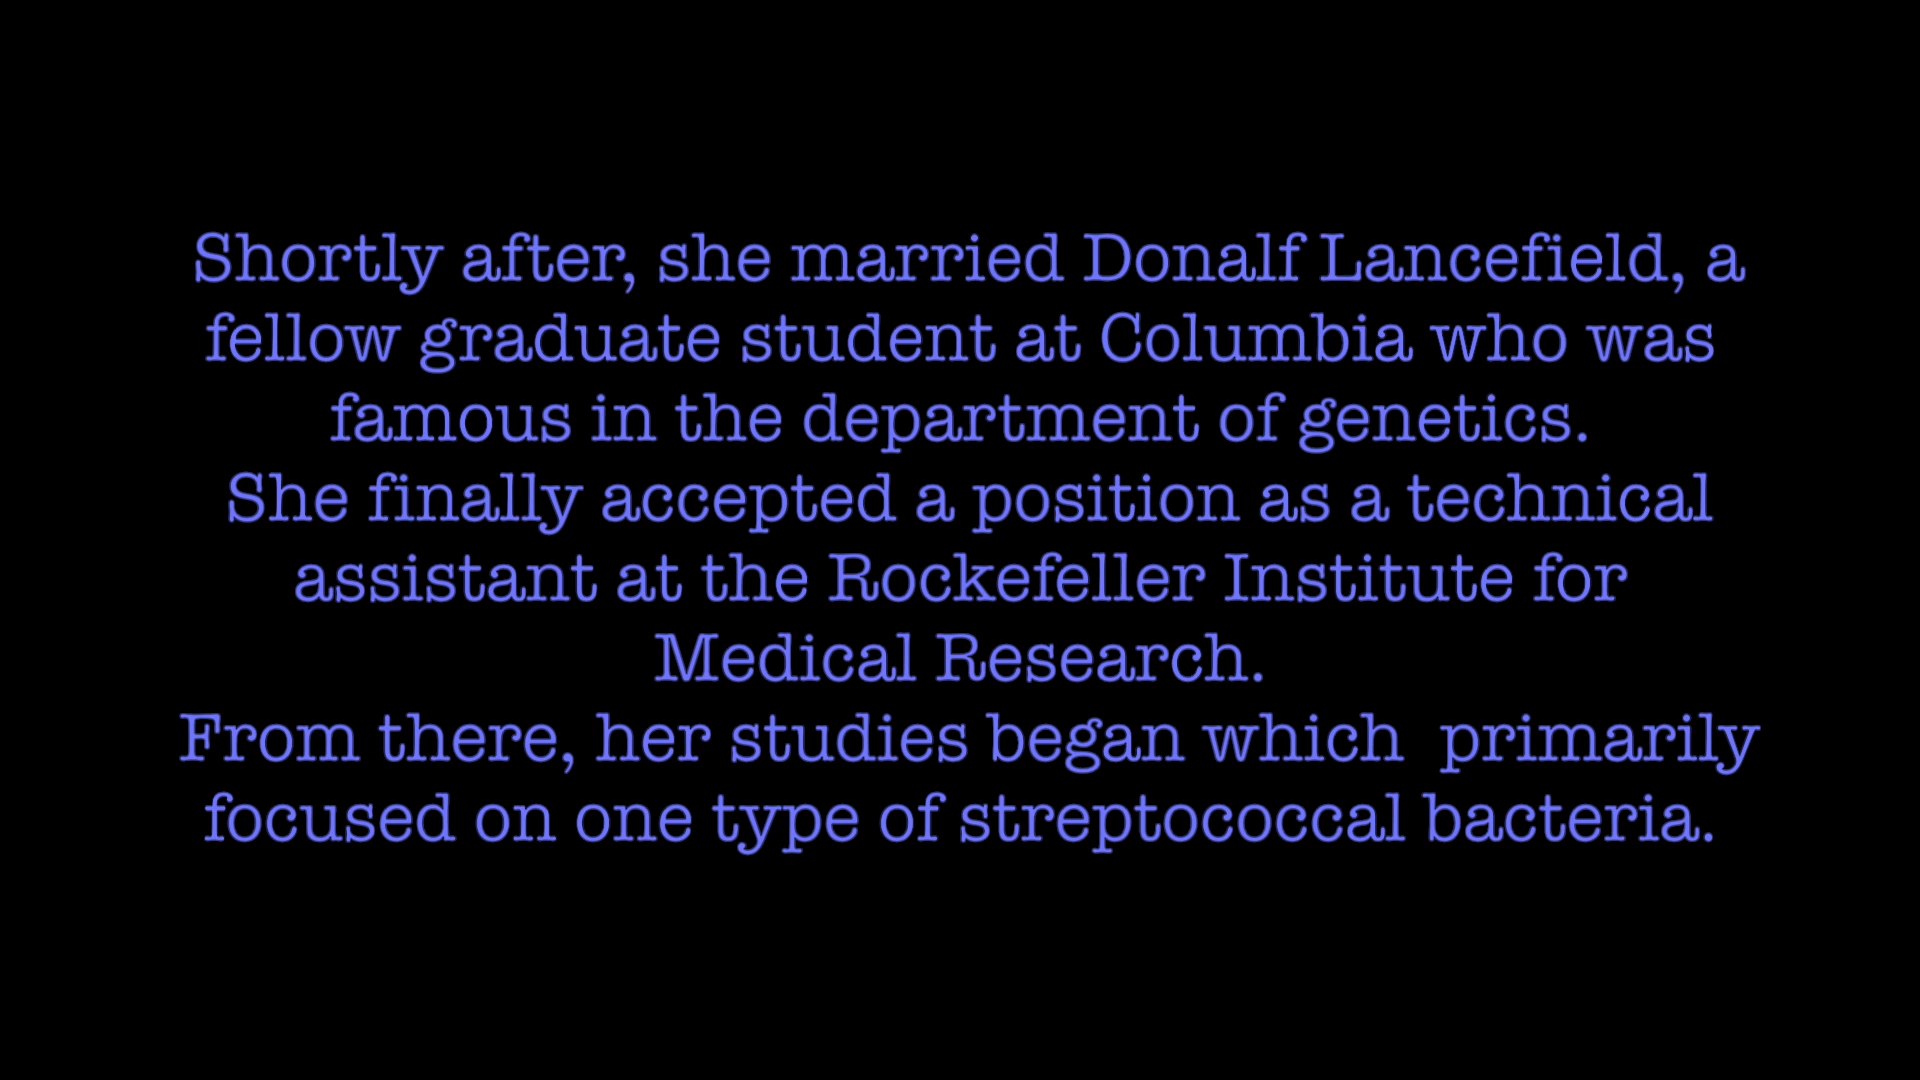 Shortly after, she married Donalf Lancefield, a
fellow graduate student at Columbia who was
famous in the department of genetics.
She finally accepted a position as a technical
assistant at the Rockefeller Institute for
Medical Research.
From there, her studies began which  primarily
focused on one type of streptococcal bacteria.